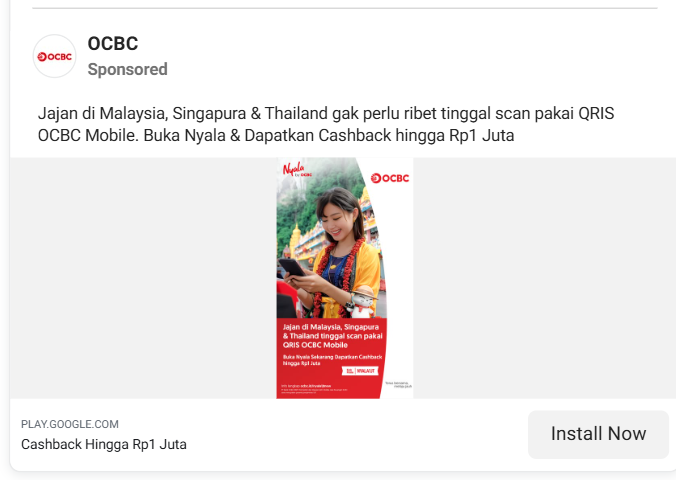 OCBC
OCBC
Sponsored
Jajan di Malaysia, Singapura & Thailand gak perlu ribet tinggal scan pakai QRIS
OCBC Mobile. Buka Nyala & Dapatkan Cashback hingga Rp1 Juta
Nyala
OCBC
OCBC
Jajan di Malaysia, Singapura
& Thailand tinggal scan pakai
QRIS OCBC Mobile
Buka Nyala Sekarang Dapatkan Cashback
hingga Rp1 Juta
PLAY.GOOGLE.COM
Cashback Hingga Rp1 Juta
Install Now